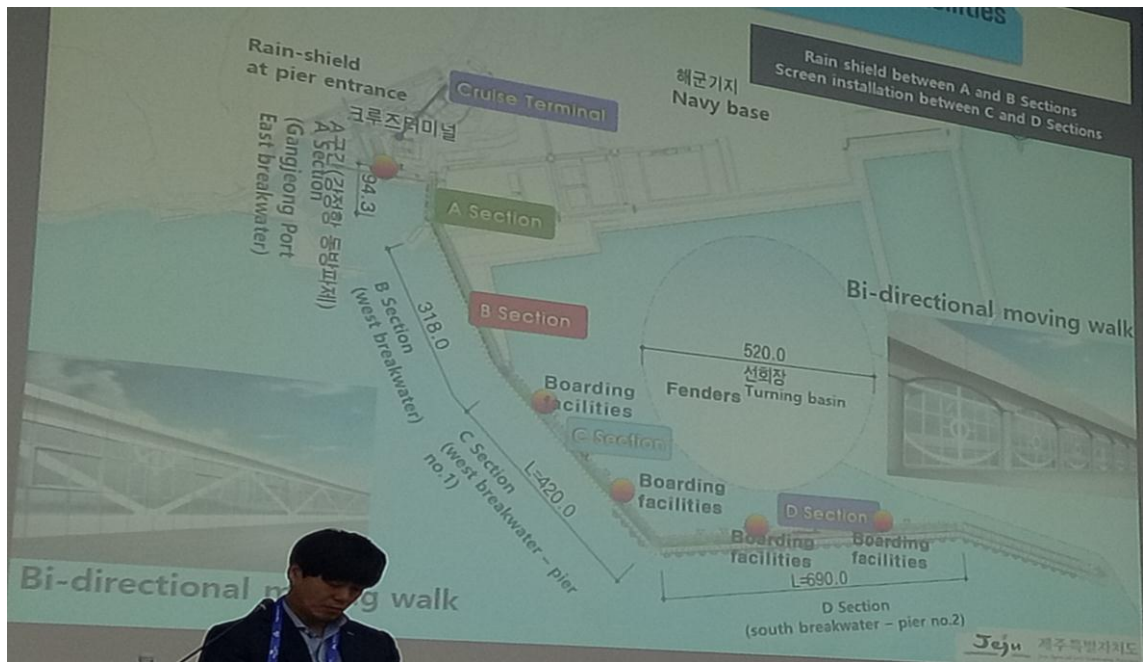 Rain shield between A and B Sections
Screen installation between C and D Sections
Rain-shield
at pier entrance
Cruise Terminal
크루즈터미널
해군기지
Navy base
94.3
A구간(강정항 동방파제)
A Section
(Gangjeong Port
East breakwater)
A Section
B Section
318.0
B Section
(west breakwater)
Bi-directional moving walk
520.0
선회장
Fenders Turning basin
Boarding
facilities
C Section
L=420.0
C Section
(west breakwater – pier
no.1)
Boarding
facilities
D Section
Boarding
facilities
Boarding
facilities
L=690.0
D Section
(south breakwater – pier no.2)
Bi-directional walk
Jeju 제주특별자치도